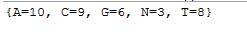 {A=10, C=9, G=6, N=3, T=8}